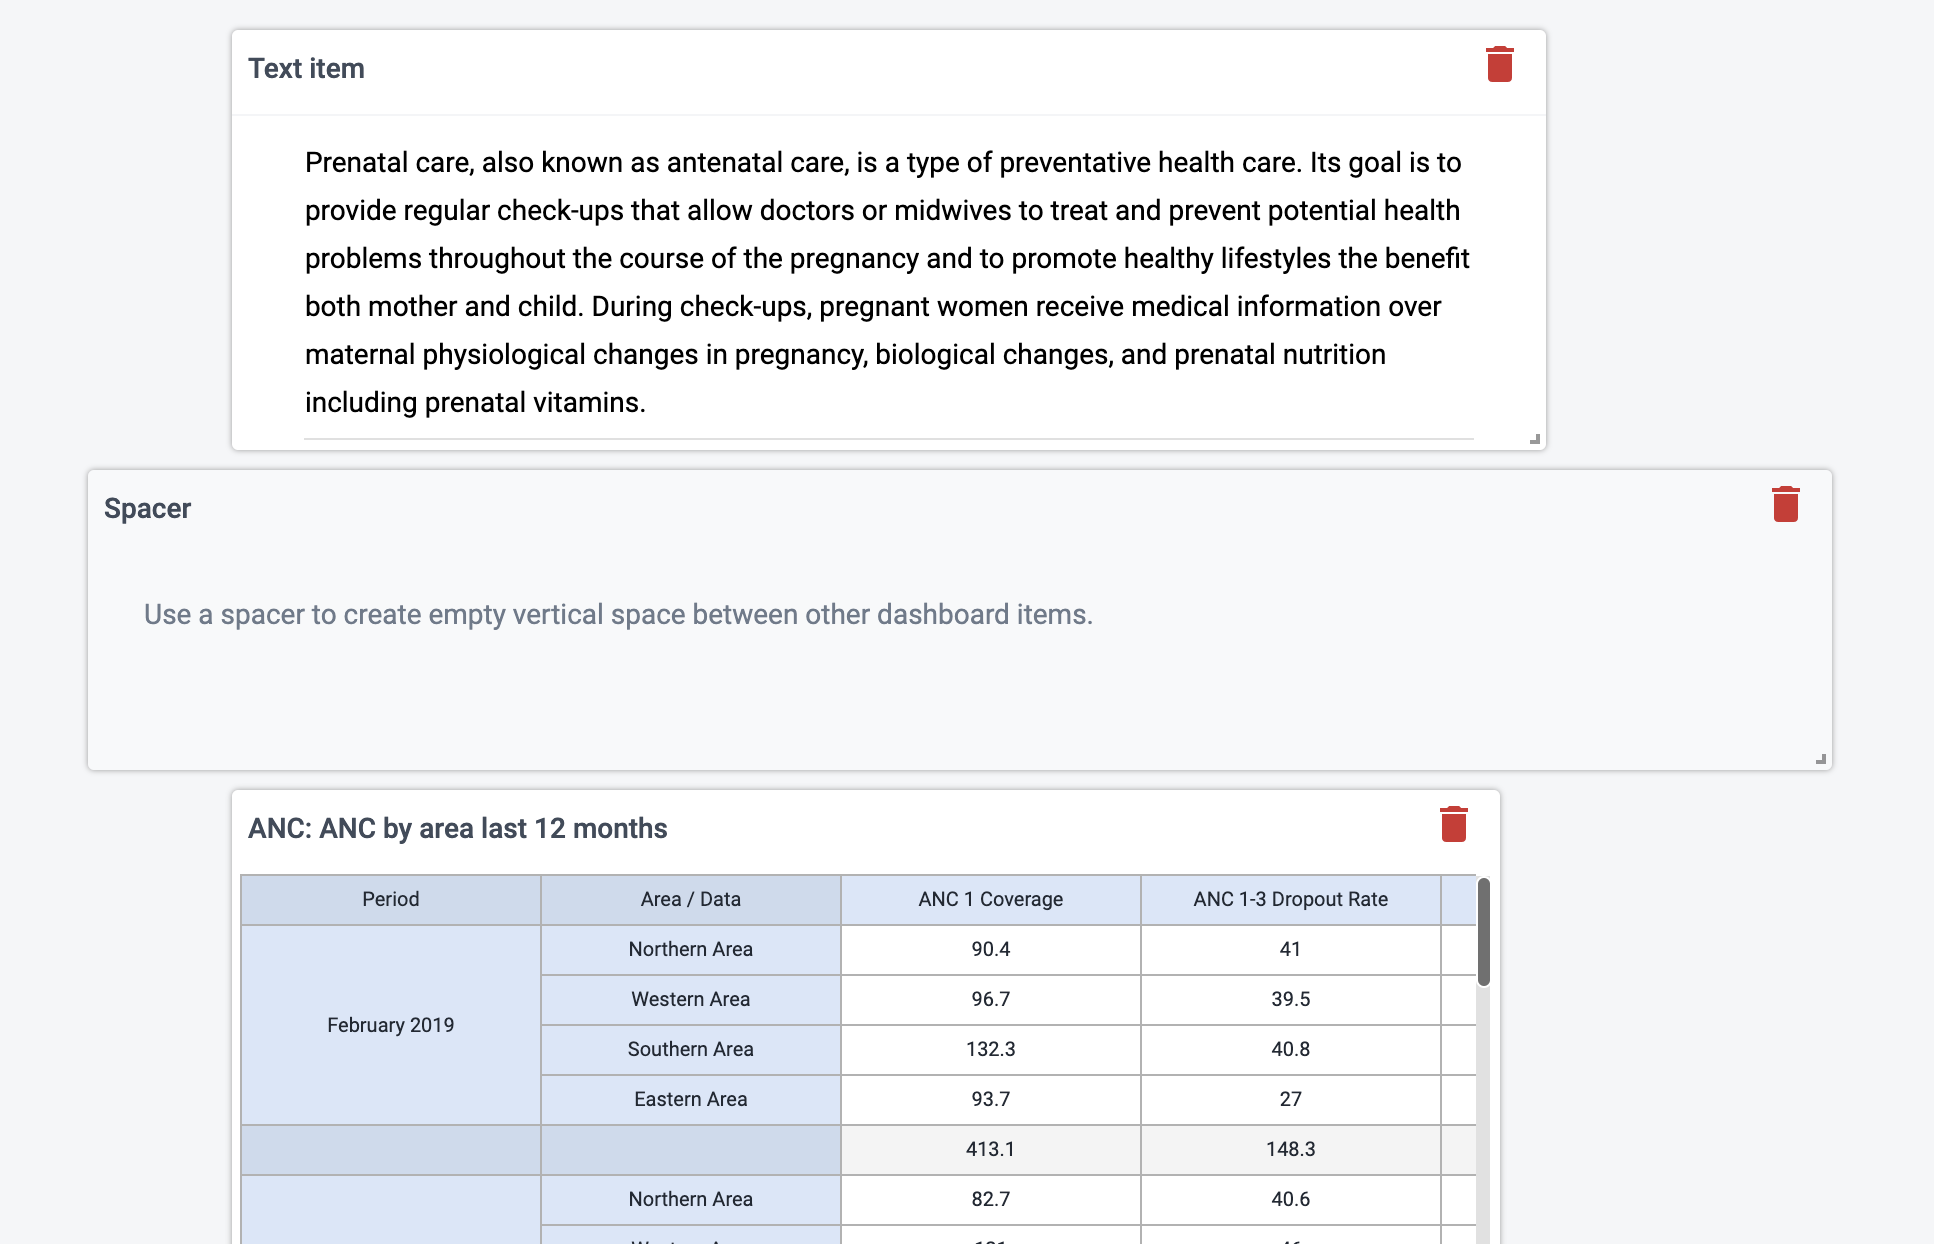 Text item
Prenatal care, also known as antenatal care, is a type of preventative health care. Its goal is to
provide regular check-ups that allow doctors or midwives to treat and prevent potential health
problems throughout the course of the pregnancy and to promote healthy lifestyles the benefit
both mother and child. During check-ups, pregnant women receive medical information over
maternal physiological changes in pregnancy, biological changes, and prenatal nutrition
including prenatal vitamins.
Spacer
Use a spacer to create empty vertical space between other dashboard items.
ANC: ANC by area last 12 months
Period Area / Data ANC 1 Coverage ANC 1-3 Dropout Rate
Northern Area 90.4 41
Western Area 96.7 39.5
February 2019
Southern Area 132.3 40.8
Eastern Area 93.7 27
413.1 148.3
Northern Area 82.7 40.6